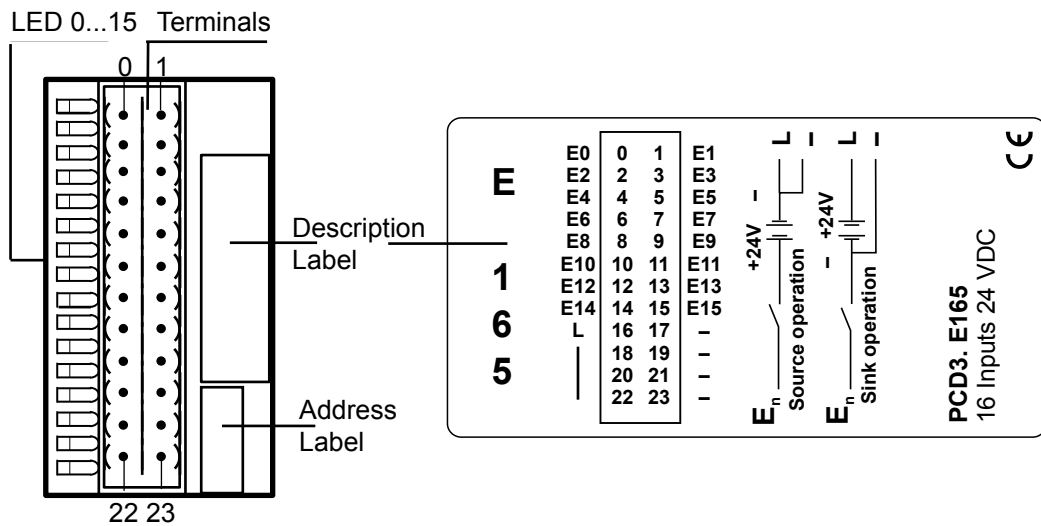 LED 0...15 Terminals
0 1
22 23
Description
Label
Address
Label
E
1
6
5
E0 0 1 E1
E2 2 3 E3
E4 4 5 E5
E6 6 7 E7
E8 8 9 E9
E10 10 11 E11
E12 12 13 E13
E14 14 15 E15
L 16 17 –
18 19 –
20 21 –
22 23 –
L –
+24V –
En
Source operation
L –
– +24V
En
Sink operation
PCD3. E165
16 Inputs 24 VDC
CE